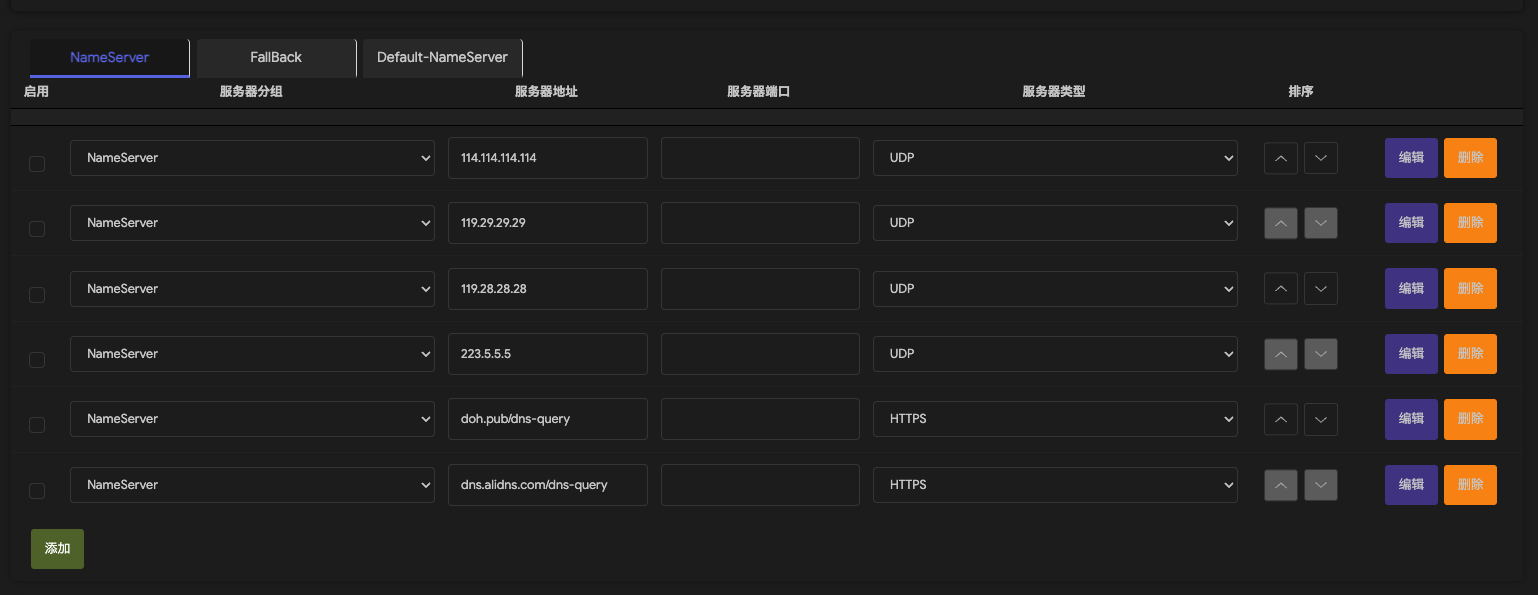 NameServer FallBack Default-NameServer
启用 服务器分组 服务器地址 服务器端口 服务器类型 排序
NameServer 114.114.114.114 UDP 编辑 删除
NameServer 119.29.29.29 UDP 编辑 删除
NameServer 119.28.28.28 UDP 编辑 删除
NameServer 223.5.5.5 UDP 编辑 删除
NameServer doh.pub/dns-query HTTPS 编辑 删除
NameServer dns.alidns.com/dns-query HTTPS 编辑 删除
添加